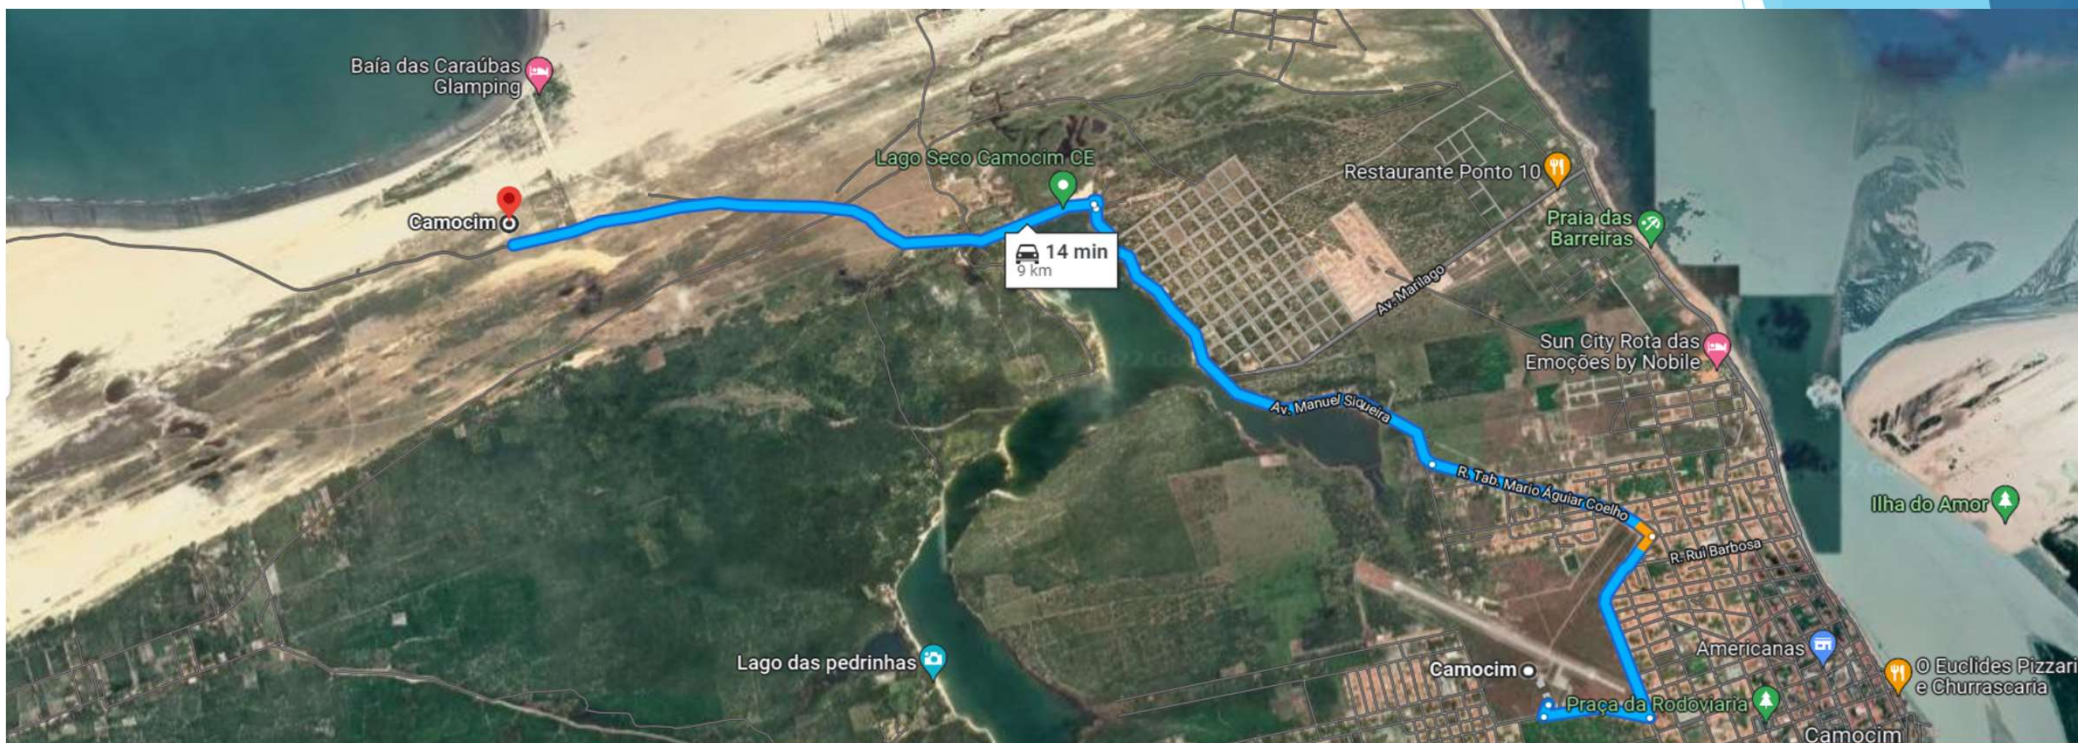 Baía das Caraúbas
Glamping
Lago Seco Camocim CE
Restaurante Ponto 10
Camocim
Praia das
Barreiras
14 min
9 km
Av. Marilago
Sun City Rota das
Emoções by Nobile
Av. Manuel Siqueira
R. Tab. Mario Águiar Coelho
Ilha do Amor
R. Rui Barbosa
Americanas
Lago das pedrinhas
Camocim
O Euclides Pizzari
e Churrascaria
Praça da Rodoviaria
Camocim